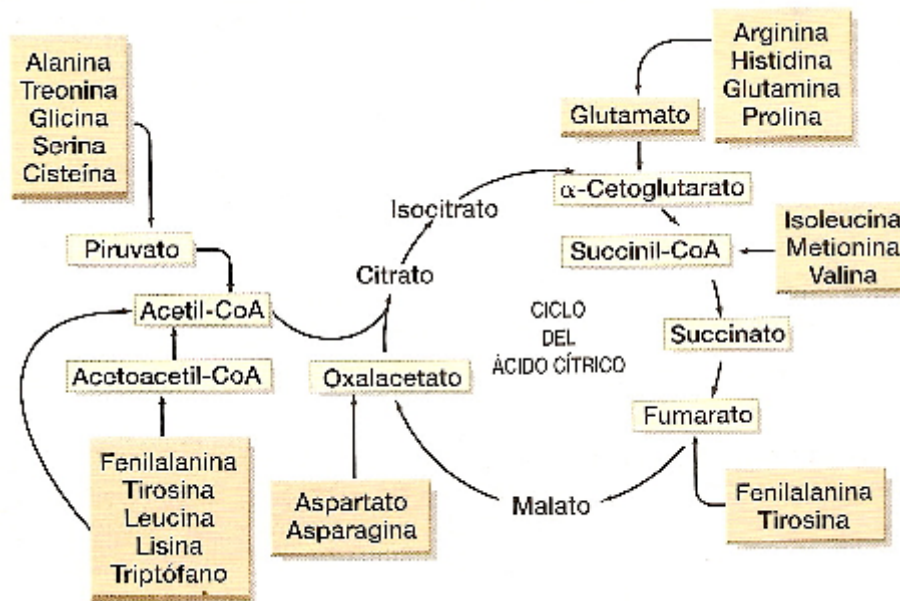 Alanina
Treonina
Glicina
Serina
Cisteína
Piruvato
Acetil-CoA
Acetoacetil-CoA
Fenilalanina
Tirosina
Leucina
Lisina
Triptófano
Isocitrato
Citrato
Oxalacetato
Aspartato
Asparagina
CICLO
DEL
ÁCIDO CÍTRICO
Malato
Arginina
Histidina
Glutamina
Prolina
Glutamato
α-Cetoglutarato
Succinil-CoA
Isoleucina
Metionina
Valina
Succinato
Fumarato
Fenilalanina
Tirosina